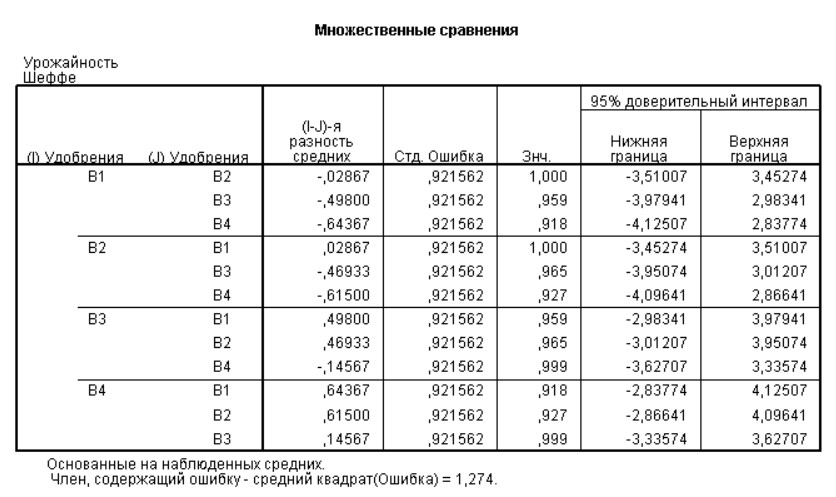 Множественные сравнения
Урожайность
Шеффе
95% доверительный интервал
(I) Удобрения (J) Удобрения (I-J)-я разность средних Стд. Ошибка Знч. Нижняя граница Верхняя граница
B1 B2 -,02867 ,921562 1,000 -3,51007 3,45274
B3 -,49800 ,921562 ,959 -3,97941 2,98341
B4 -,64367 ,921562 ,918 -4,12507 2,83774
B2 B1 ,02867 ,921562 1,000 -3,45274 3,51007
B3 -,46933 ,921562 ,965 -3,95074 3,01207
B4 -,61500 ,921562 ,927 -4,09641 2,86641
B3 B1 ,49800 ,921562 ,959 -2,98341 3,97941
B2 ,46933 ,921562 ,965 -3,01207 3,95074
B4 -,14567 ,921562 ,999 -3,62707 3,33574
B4 B1 ,64367 ,921562 ,918 -2,83774 4,12507
B2 ,61500 ,921562 ,927 -2,86641 4,09641
B3 ,14567 ,921562 ,999 -3,33574 3,62707
Основанные на наблюденных средних.
Член, содержащий ошибку - средний квадрат(Ошибка) = 1,274.